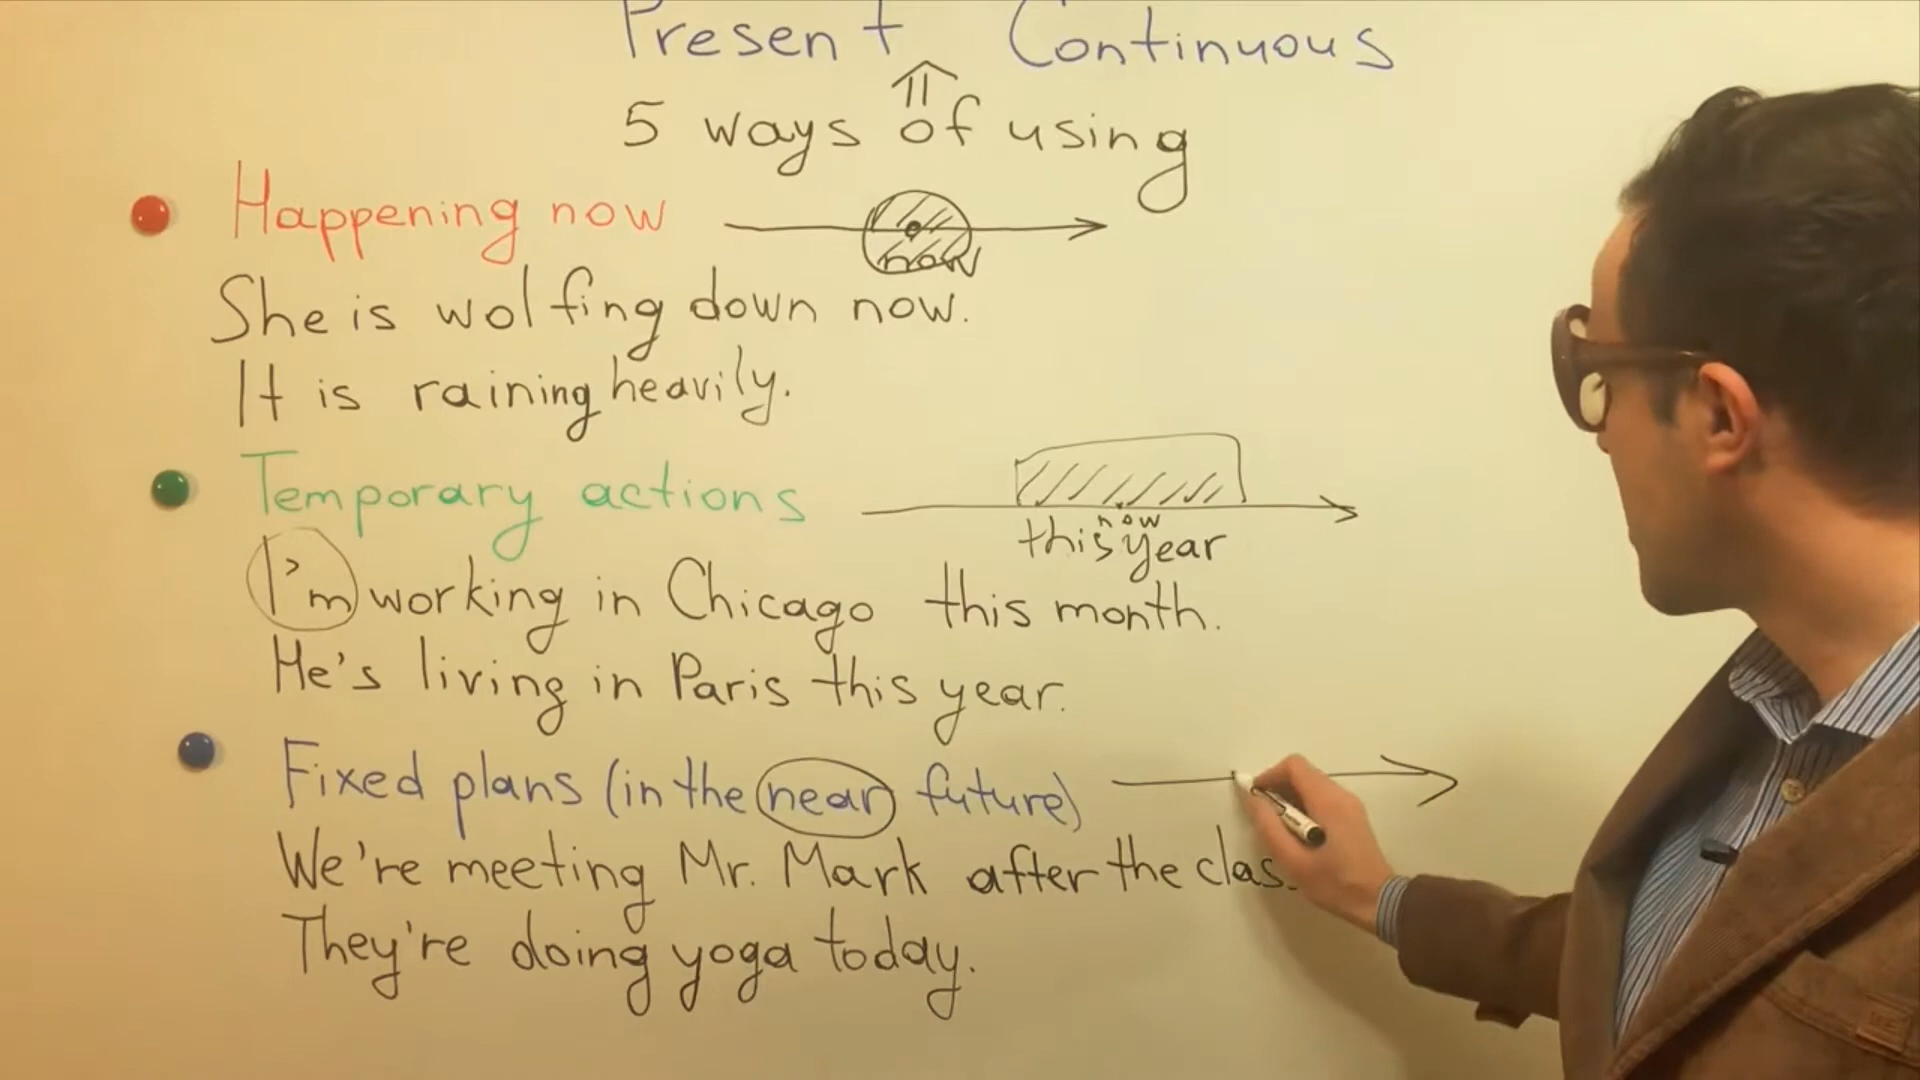 Present Continuous
5 ways of using
Happening now
now
She is wolfing down now.
It is raining heavily.
Temporary actions
now
this year
I'm working in Chicago this month.
He's living in Paris this year.
Fixed plans (in the near future)
We're meeting Mr. Mark after the clas
They're doing yoga today.